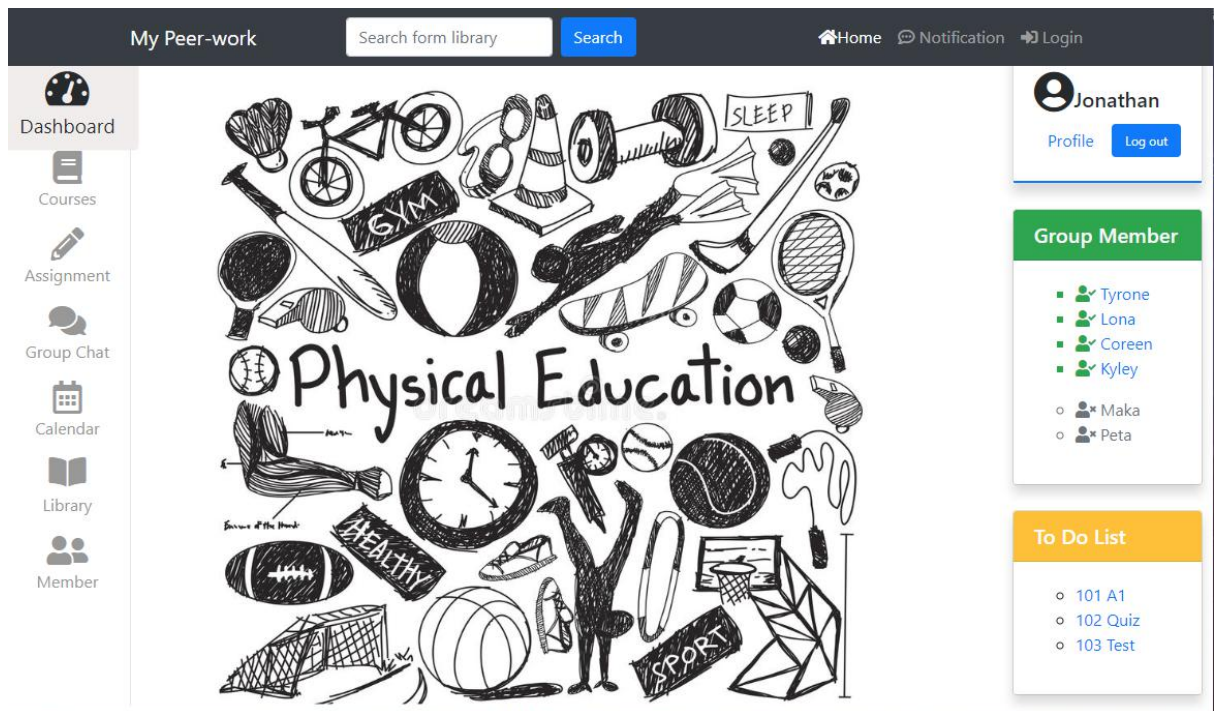 My Peer-work
Search form library
Search
Home
Notification
Login
Dashboard
Courses
Assignment
Group Chat
Calendar
Library
Member
SLEEP
GYM
Physical Education
dreamstime.
HEALTHY
SPORT
Jonathan
Profile
Log out
Group Member
Tyrone
Lona
Coreen
Kyley
Maka
Peta
To Do List
101 A1
102 Quiz
103 Test